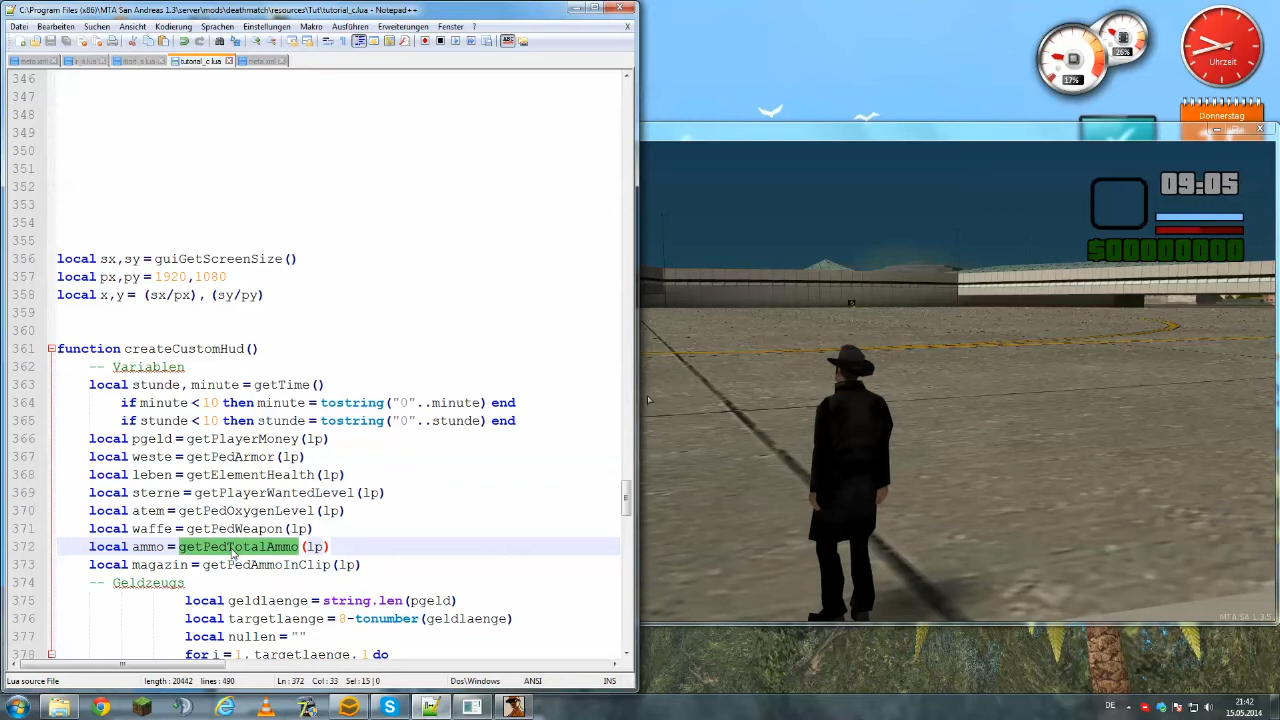 C:\Program Files (x86)\MTA San Andreas 1.3\server\mods\deathmatch\resources\Tut\tutorial_c.lua - Notepad++
Datei Bearbeiten Suchen Ansicht Kodierung Sprachen Einstellungen Makro Ausführen Erweiterungen Fenster ?
tutorial_c.lua
346
347
348
349
350
351
352
353
354
355
356 local sx,sy = guiGetScreenSize()
357 local px,py = 1920,1080
358 local x,y = (sx/px), (sy/py)
359
360
361 function createCustomHud()
362 -- Variablen
363 local stunde, minute = getTime()
364 if minute < 10 then minute = tostring("0"..minute) end
365 if stunde < 10 then stunde = tostring("0"..stunde) end
366 local pgeld = getPlayerMoney(lp)
367 local weste = getPedArmor(lp)
368 local leben = getElementHealth(lp)
369 local sterne = getPlayerWantedLevel(lp)
370 local atem = getPedOxygenLevel(lp)
371 local waffe = getPedWeapon(lp)
372 local ammo = getPedTotalAmmo(lp)
373 local magazin = getPedAmmoInClip(lp)
374 -- Geldzeugs
375 local geldlaenge = string.len(pgeld)
376 local targetlaenge = 8-tonumber(geldlaenge)
377 local nullen = ""
378 for i = 1, targetlaenge, 1 do
Lua source File length : 20442 lines : 490 Ln : 372 Col : 33 Sel : 15 | 0 Dos\Windows ANSI INS
17%
26%
Uhrzeit
Donnerstag
09:05
$00000000
MTA:SA 1.3.5
DE
21:42
15.05.2014